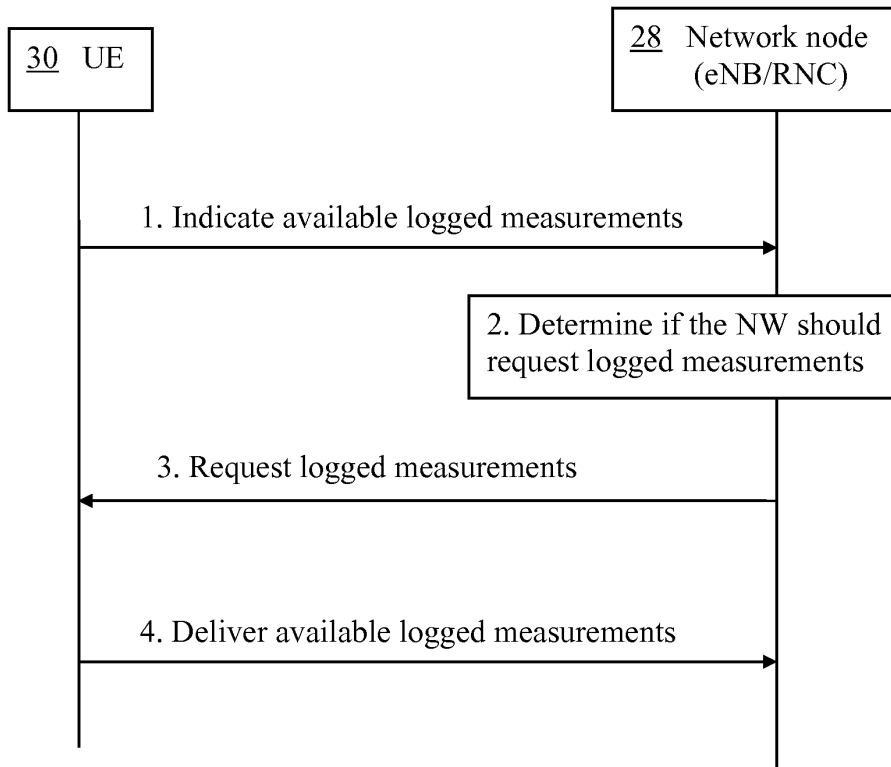 30 UE
28 Network node
(eNB/RNC)
1. Indicate available logged measurements
2. Determine if the NW should
request logged measurements
3. Request logged measurements
4. Deliver available logged measurements